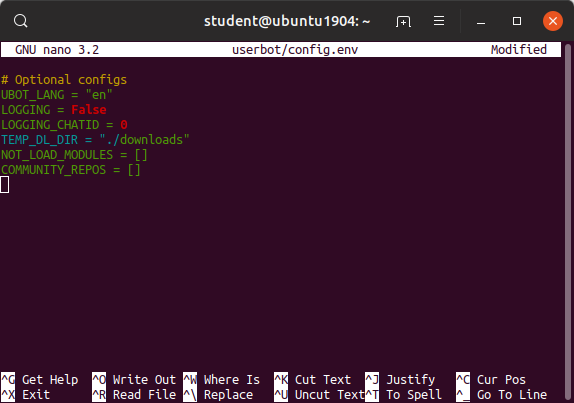 student@ubuntu1904: ~
GNU nano 3.2 userbot/config.env Modified
# Optional configs
UBOT_LANG = "en"
LOGGING = False
LOGGING_CHATID = 0
TEMP_DL_DIR = "./downloads"
NOT_LOAD_MODULES = []
COMMUNITY_REPOS = []
^G Get Help ^O Write Out ^W Where Is ^K Cut Text ^J Justify ^C Cur Pos
^X Exit ^R Read File ^\ Replace ^U Uncut Text ^T To Spell ^_ Go To Line